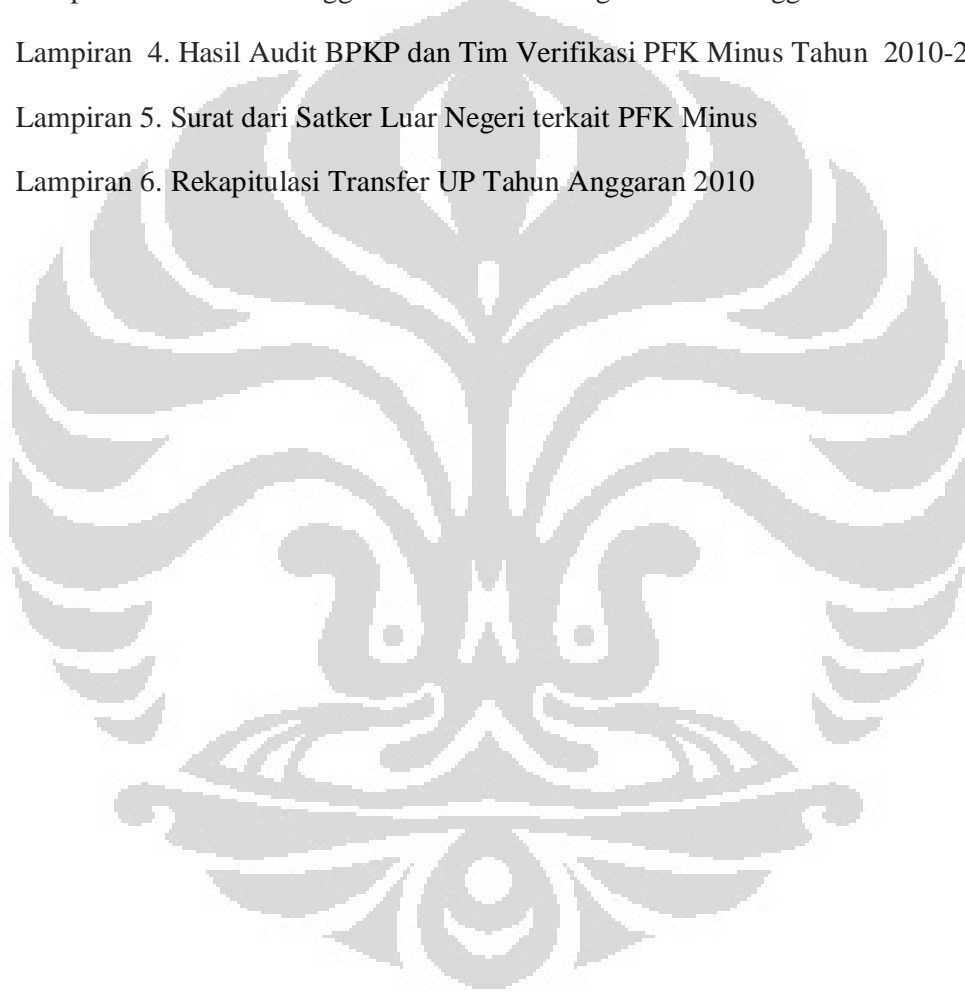 Lampiran 4. Hasil Audit BPKP dan Tim Verifikasi PFK Minus Tahun 2010-2
Lampiran 5. Surat dari Satker Luar Negeri terkait PFK Minus
Lampiran 6. Rekapitulasi Transfer UP Tahun Anggaran 2010